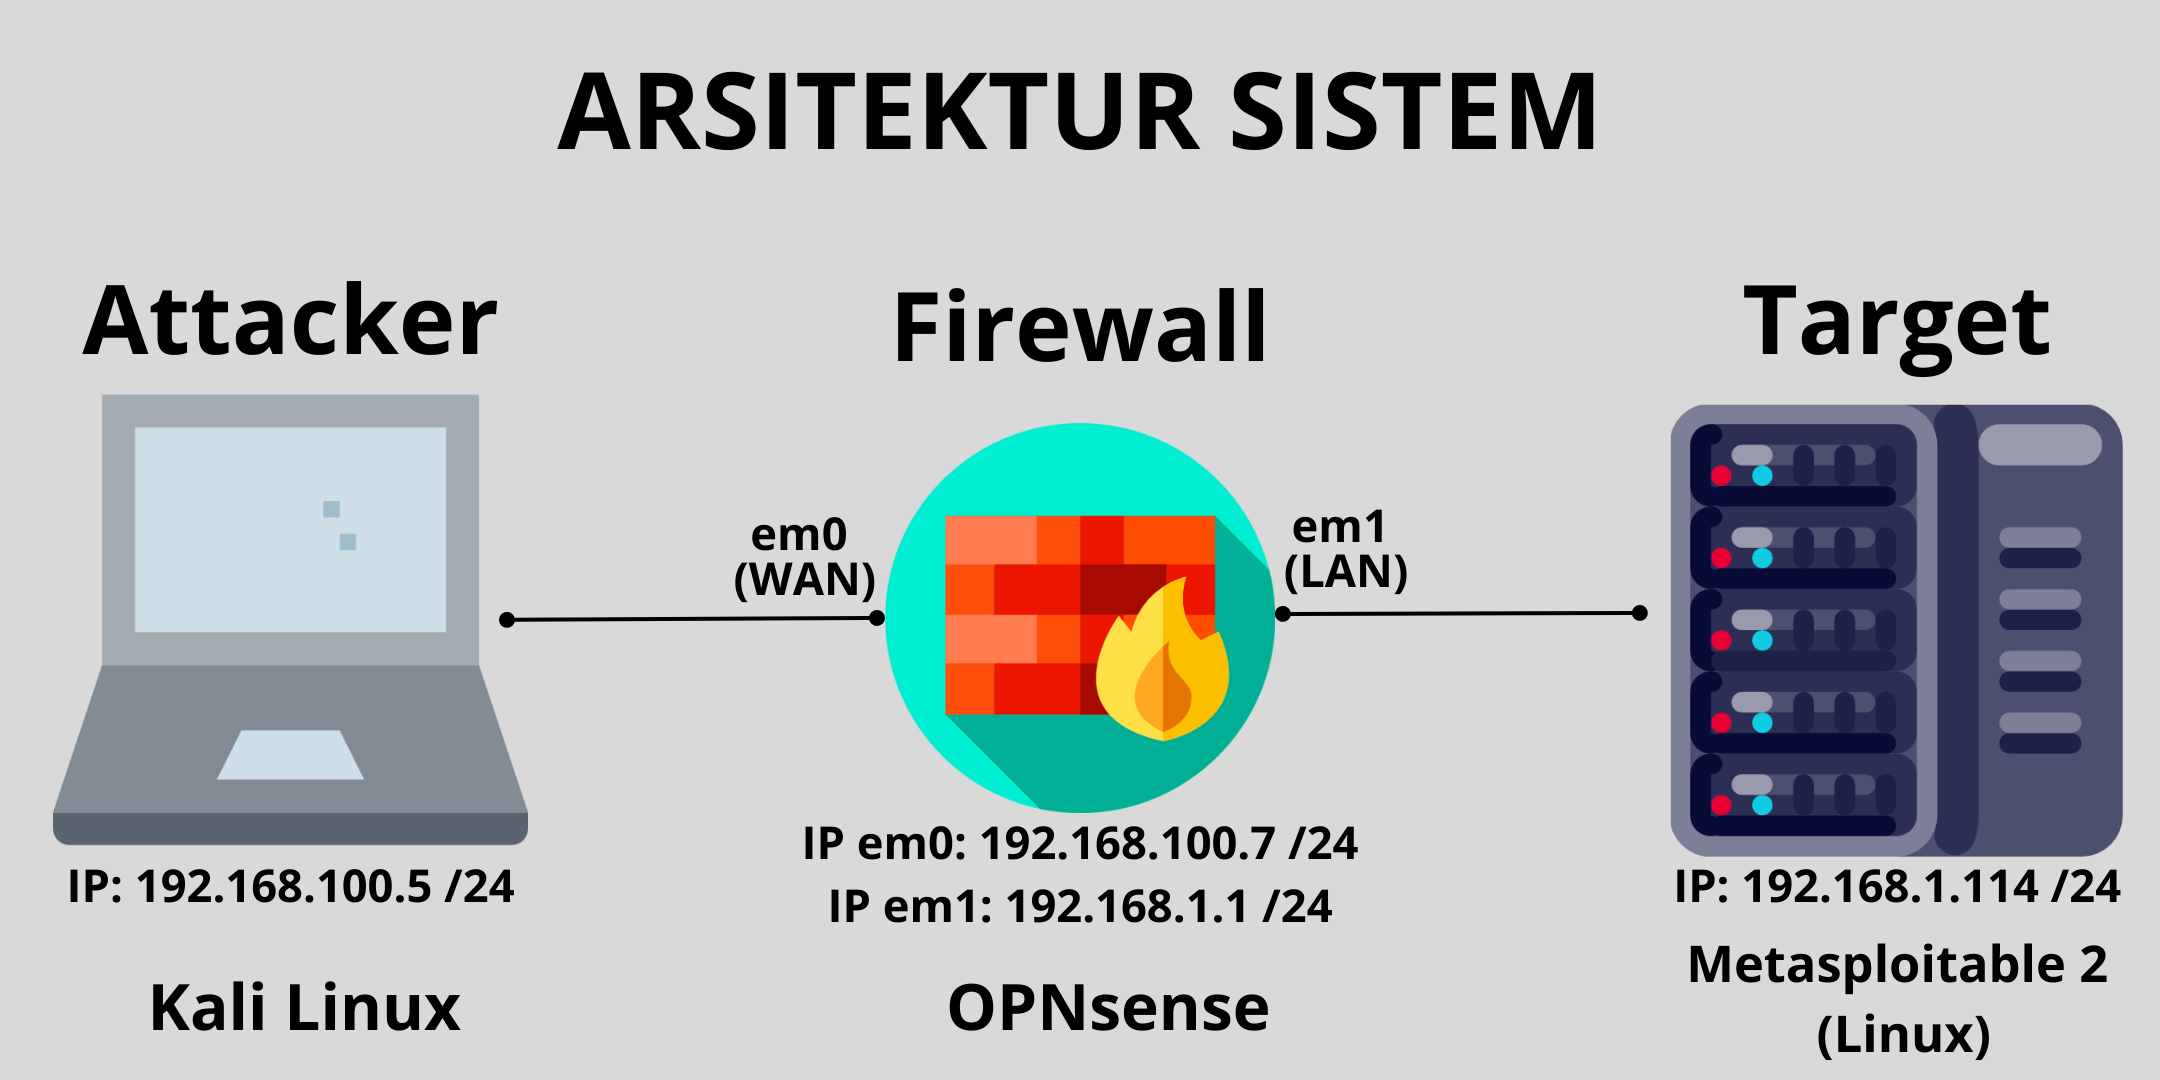 ARSITEKTUR SISTEM
Attacker
Firewall
Target
em0
(WAN)
em1
(LAN)
IP: 192.168.100.5 /24
IP em0: 192.168.100.7 /24
IP em1: 192.168.1.1 /24
IP: 192.168.1.114 /24
Kali Linux
OPNsense
Metasploitable 2
(Linux)